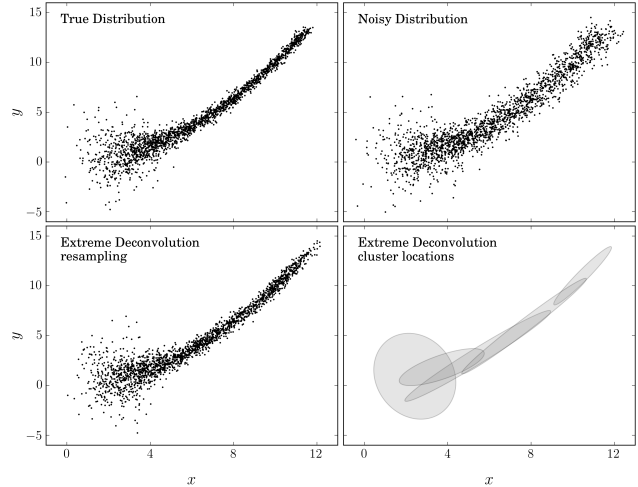 True Distribution
Noisy Distribution
15
10
5
0
−5
y
Extreme Deconvolution
resampling
Extreme Deconvolution
cluster locations
15
10
5
0
−5
y
0 4 8 12
0 4 8 12
x
x